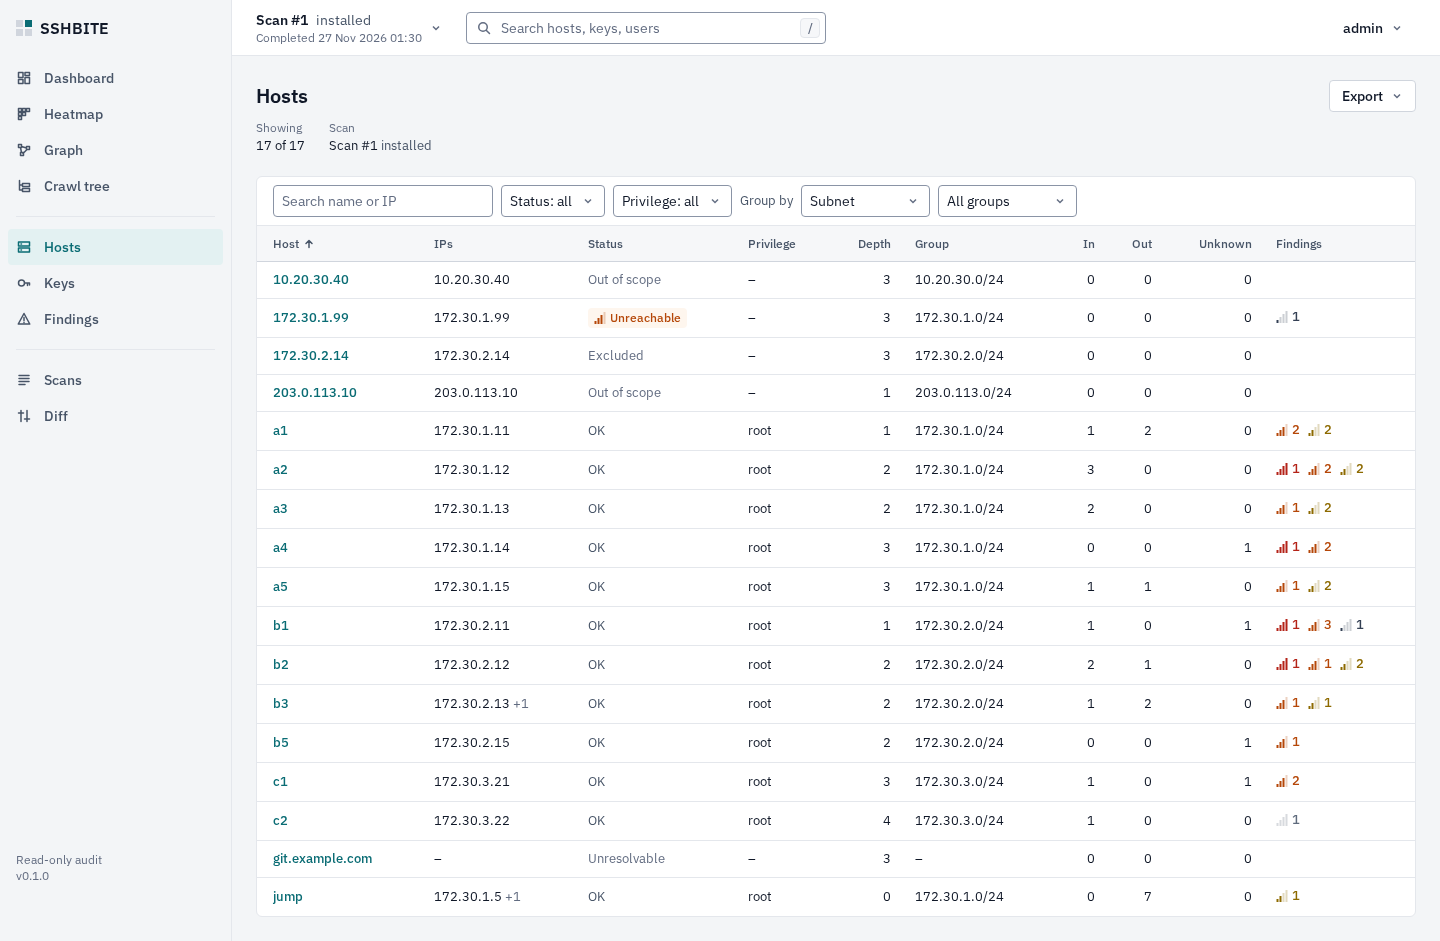 SSHBITE
Scan #1 installed
Completed 27 Nov 2026 01:30
Search hosts, keys, users /
admin
Dashboard
Heatmap
Graph
Crawl tree
Hosts
Keys
Findings
Scans
Diff
Read-only audit
v0.1.0
Hosts
Export
Showing Scan
17 of 17 Scan #1 installed
Search name or IP Status: all Privilege: all Group by Subnet All groups
Host ↑ IPs Status Privilege Depth Group In Out Unknown Findings
10.20.30.40 10.20.30.40 Out of scope – 3 10.20.30.0/24 0 0 0
172.30.1.99 172.30.1.99 Unreachable – 3 172.30.1.0/24 0 0 0 1
172.30.2.14 172.30.2.14 Excluded – 3 172.30.2.0/24 0 0 0
203.0.113.10 203.0.113.10 Out of scope – 1 203.0.113.0/24 0 0 0
a1 172.30.1.11 OK root 1 172.30.1.0/24 1 2 0 2 2
a2 172.30.1.12 OK root 2 172.30.1.0/24 3 0 0 1 2 2
a3 172.30.1.13 OK root 2 172.30.1.0/24 2 0 0 1 2
a4 172.30.1.14 OK root 3 172.30.1.0/24 0 0 1 1 2
a5 172.30.1.15 OK root 3 172.30.1.0/24 1 1 0 1 2
b1 172.30.2.11 OK root 1 172.30.2.0/24 1 0 1 1 3 1
b2 172.30.2.12 OK root 2 172.30.2.0/24 2 1 0 1 1 2
b3 172.30.2.13 +1 OK root 2 172.30.2.0/24 1 2 0 1 1
b5 172.30.2.15 OK root 2 172.30.2.0/24 0 0 1 1
c1 172.30.3.21 OK root 3 172.30.3.0/24 1 0 1 2
c2 172.30.3.22 OK root 4 172.30.3.0/24 1 0 0 1
git.example.com – Unresolvable – 3 – 0 0 0
jump 172.30.1.5 +1 OK root 0 172.30.1.0/24 0 7 0 1